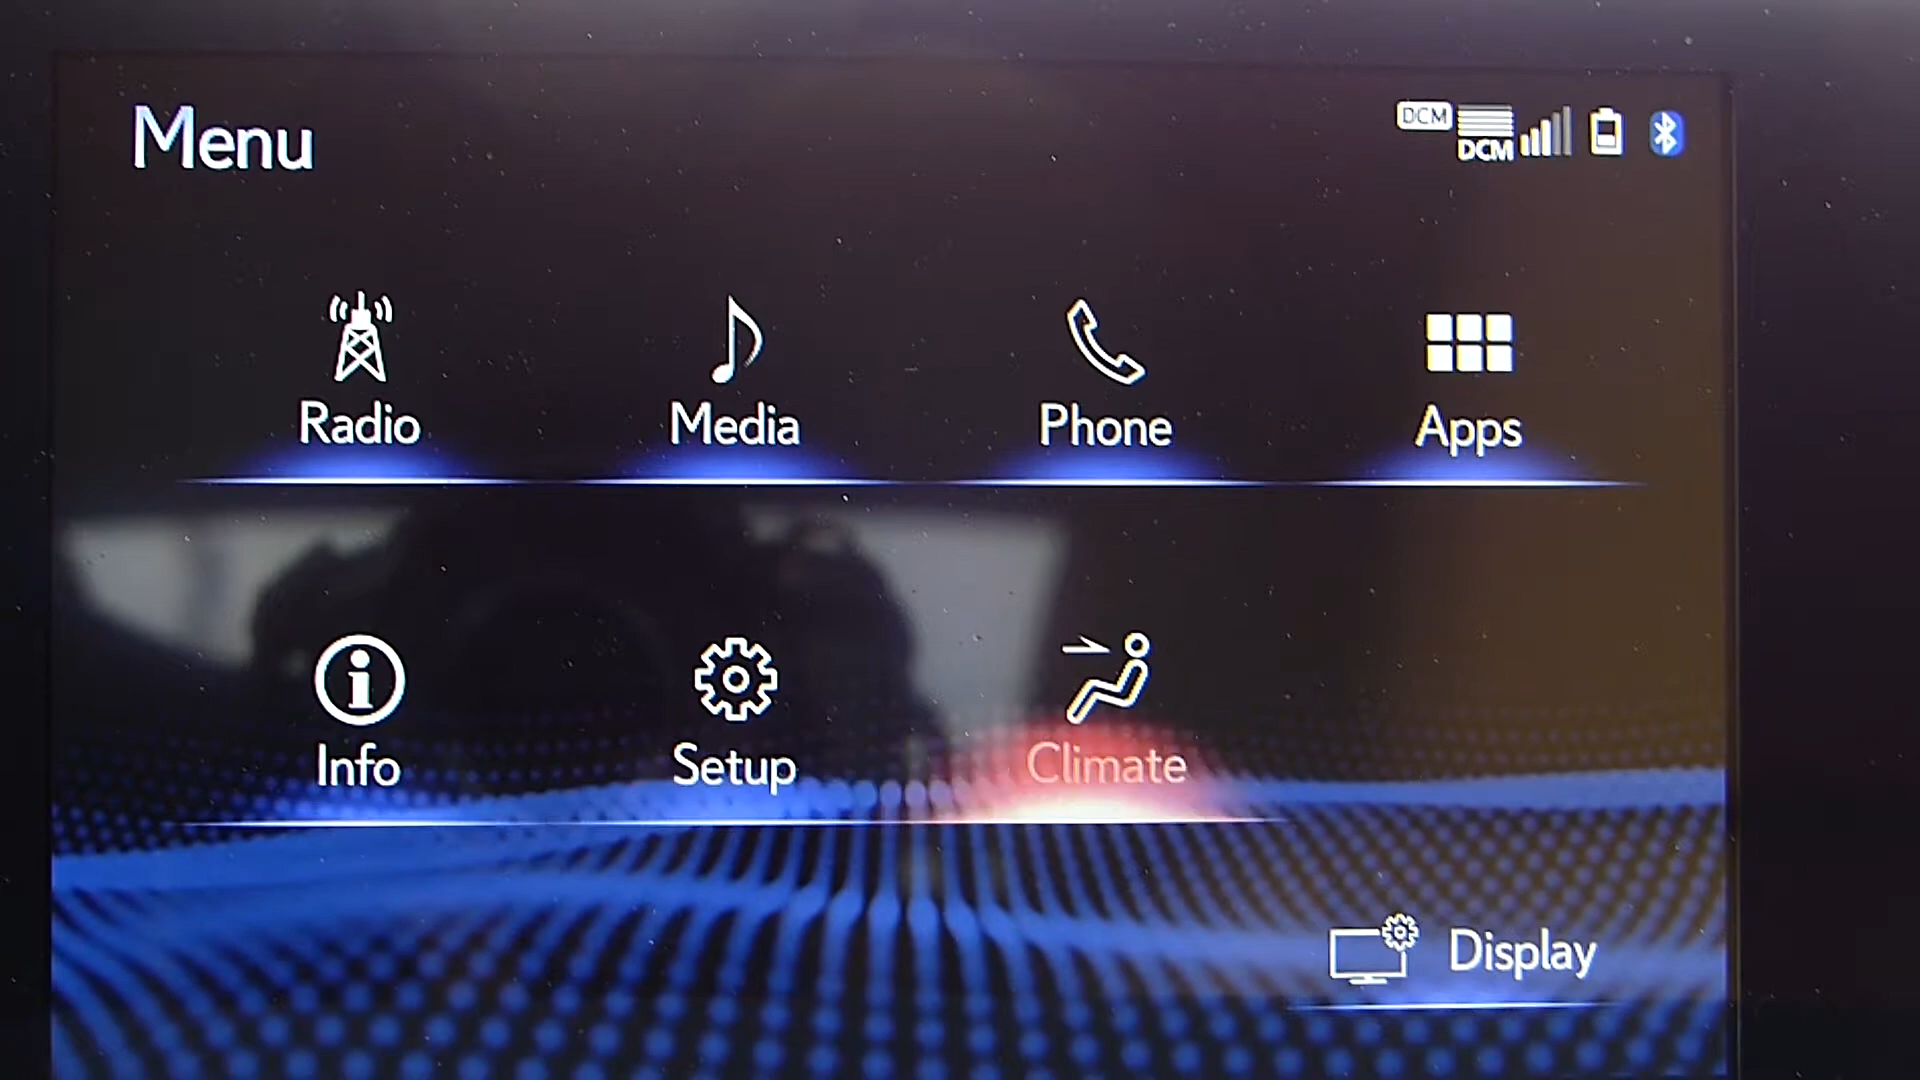 Menu
DCM
DCM
Radio
Media
Phone
Apps
Info
Setup
Climate
Display